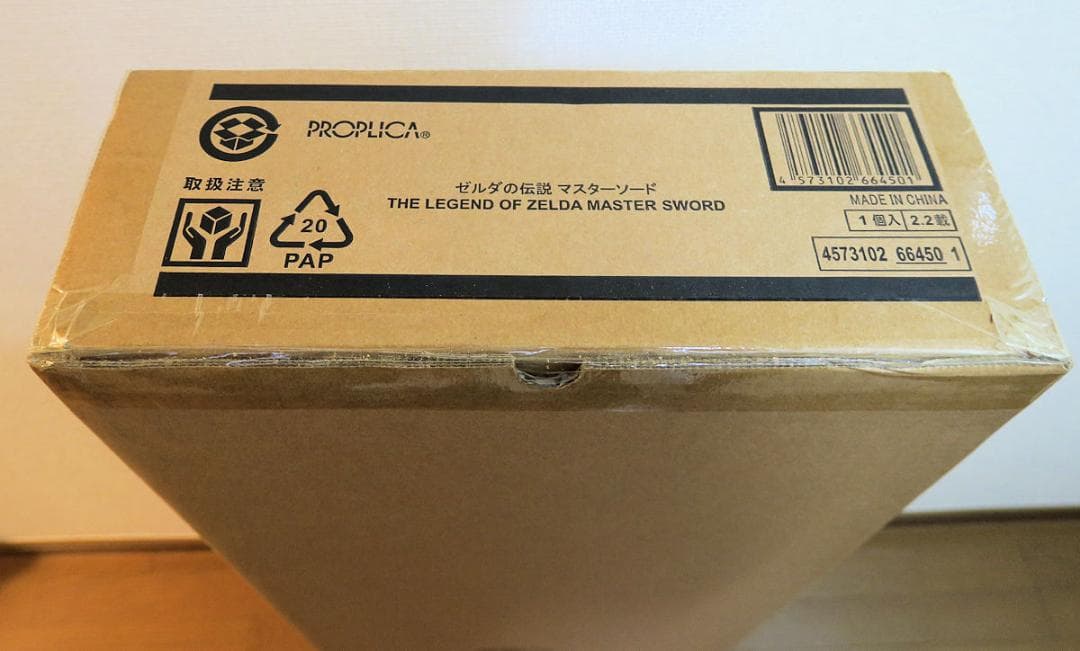 PROPLICA®
取扱注意
20
PAP
ゼルダの伝説 マスターソード
THE LEGEND OF ZELDA MASTER SWORD
4 573102 664501
MADE IN CHINA
1個入 2.2載
4573102 66450 1